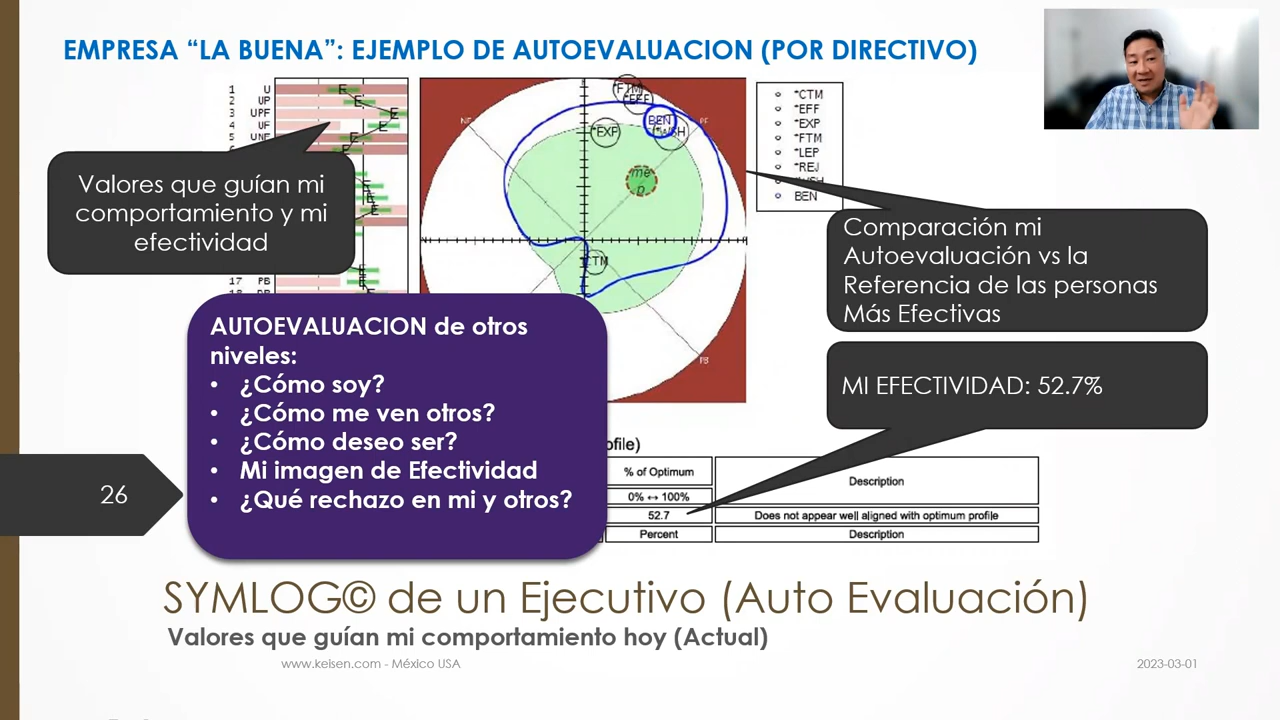 EMPRESA “LA BUENA”: EJEMPLO DE AUTOEVALUACION (POR DIRECTIVO)
1 U
2 UP
3 UPF
4 UF
5 UNF
17 PB
Valores que guían mi
comportamiento y mi
efectividad
*EXP
BEN
*WSH
me
p
CTM
PF
PB
*CTM
*EFF
*EXP
*FTM
*LEP
*REJ
*WSH
BEN
Comparación mi
Autoevaluación vs la
Referencia de las personas
Más Efectivas
MI EFECTIVIDAD: 52.7%
AUTOEVALUACION de otros
niveles:
• ¿Cómo soy?
• ¿Cómo me ven otros?
• ¿Cómo deseo ser?
• Mi imagen de Efectividad
• ¿Qué rechazo en mi y otros?
ofile)
% of Optimum
Description
0% ↔ 100%
52.7
Does not appear well aligned with optimum profile
Percent
Description
26
SYMLOG© de un Ejecutivo (Auto Evaluación)
Valores que guían mi comportamiento hoy (Actual)
www.keisen.com - México USA
2023-03-01